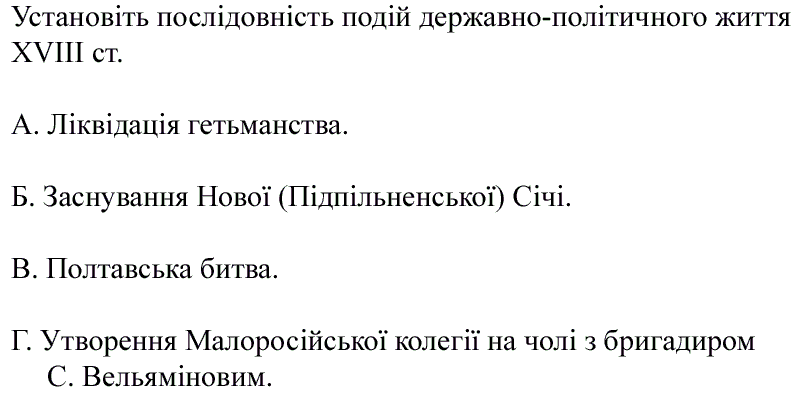 Установіть послідовність подій державно-політичного життя
XVIII ст.
А. Ліквідація гетьманства.
Б. Заснування Нової (Підпільненської) Січі.
В. Полтавська битва.
Г. Утворення Малоросійської колегії на чолі з бригадиром
С. Вельяміновим.